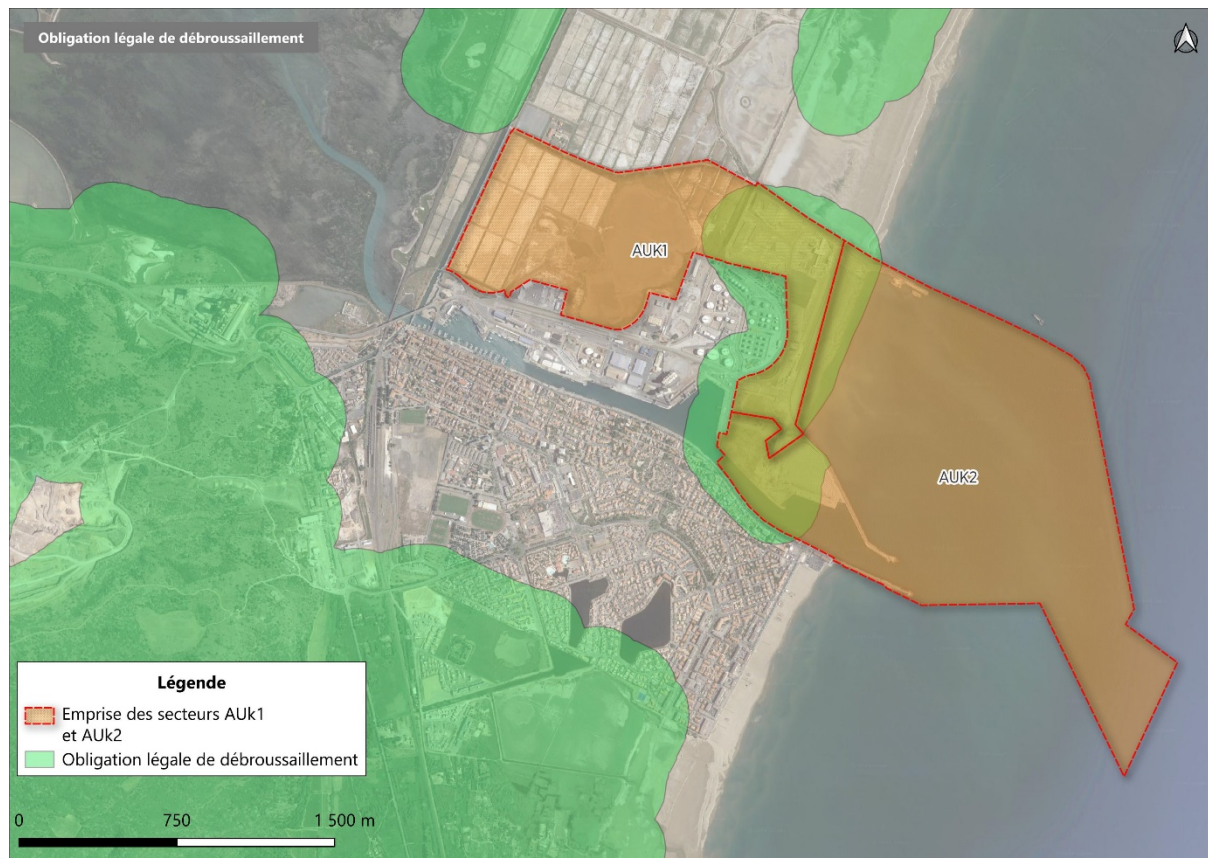 Obligation légale de débroussaillement
AUK1
AUK2
Légende
Emprise des secteurs AUk1
et AUk2
Obligation légale de débroussaillement
0 750 1 500 m